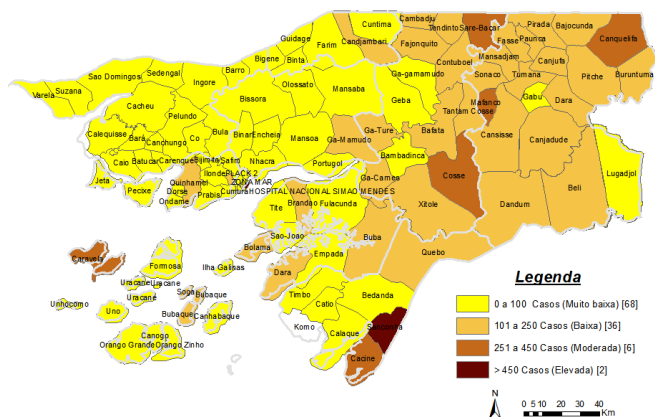 Cuntima
Cambadju
Tendinto
Sare-Bacar
Pirada
Bajocunda
Guidage
Farim
Candjambari
Fajonquito
Fasse
Paunca
Canquelifa
Bigene
Binta
Contuboel
Mansadjam
Canjufa
Barro
Ga-gamamudo
Sonaco
Tumana
Pitche
Buruntuma
Sao Domingos
Sedengal
Ingore
Olossato
Mansaba
Geba
Mafanco
Gabu
Dara
Suzana
Varela
Bissora
Tantam Cosse
Cacheu
Pelundo
Bula
Binar
Encheia
Mansoa
Ga-Mamudo
Ga-Ture
Bafata
Cansisse
Canjadude
Calequisse
Bara
Canchungo
Co
Bambadinca
Caio
Batuca
Carenque
Bijimita
Safim
Nhacra
Portugol
Ga-Carnes
Cosse
Lugadjol
Jeta
Ilonde
PLACK 2
Quinhamel
ZONA MAR
Beli
Pecixe
Dorse
Cumura
HOSPITAL NACIONAL SIMAO MENDES
Ondame
Prabis
Brandao
Fulacunda
Xitole
Dandum
Tite
Sao-Joao
Buba
Bolama
Quebo
Caravela
Formosa
Ilha Galinas
Empada
Dara
Uracane
Uracane
Uracane
Soga
Bubaque
Timbo
Bedanda
Unhocomo
Uno
Bubaque
Canhabaque
Catio
Canogo
Komo
Orango Grande
Orango Zinho
Calaque
Cacine
Legenda
0 a 100 Casos (Muito baixa) [68]
101 a 250 Casos (Baixa) [36]
251 a 450 Casos (Moderada) [6]
> 450 Casos (Elevada) [2]
N
0 5 10 20 30 40
Km